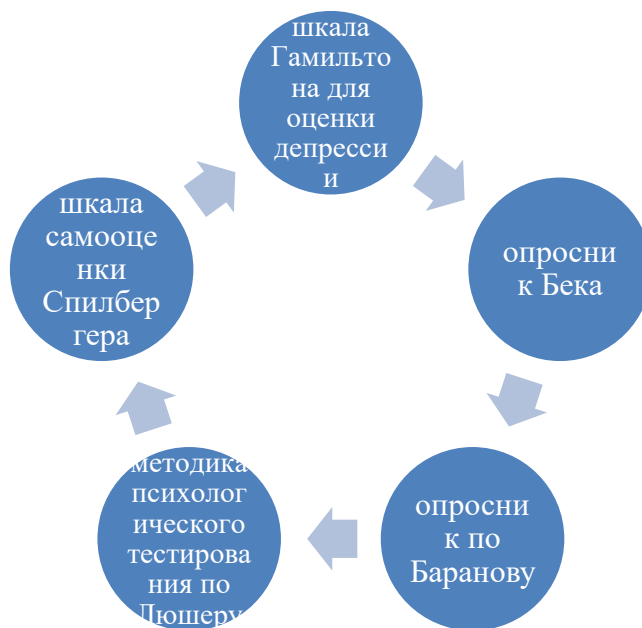 шкала
Гамильто
на для
оценки
депресси
и
опросни
к Бека
опросни
к по
Баранову
методика
психолог
ического
тестирова
ния по
Люшеру
шкала
самооце
нки
Спилбер
гера